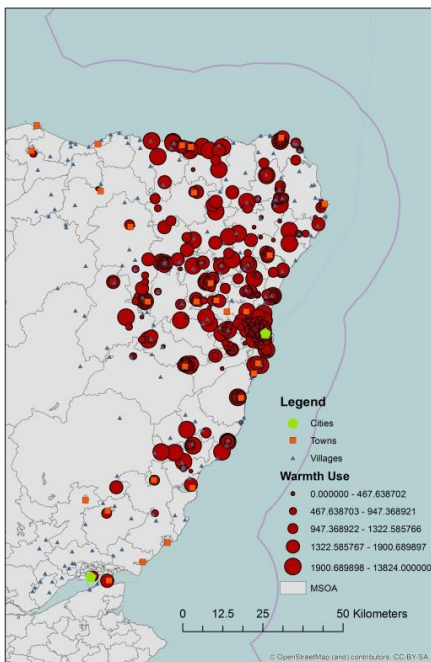 Legend
Cities
Towns
Villages
Warmth Use
0.000000 - 467.638702
467.638703 - 947.368921
947.368922 - 1322.585766
1322.585767 - 1900.689897
1900.689898 - 13824.000000
MSOA
0 12.5 25 50 Kilometers
© OpenStreetMap (and) contributors, CC-BY-SA